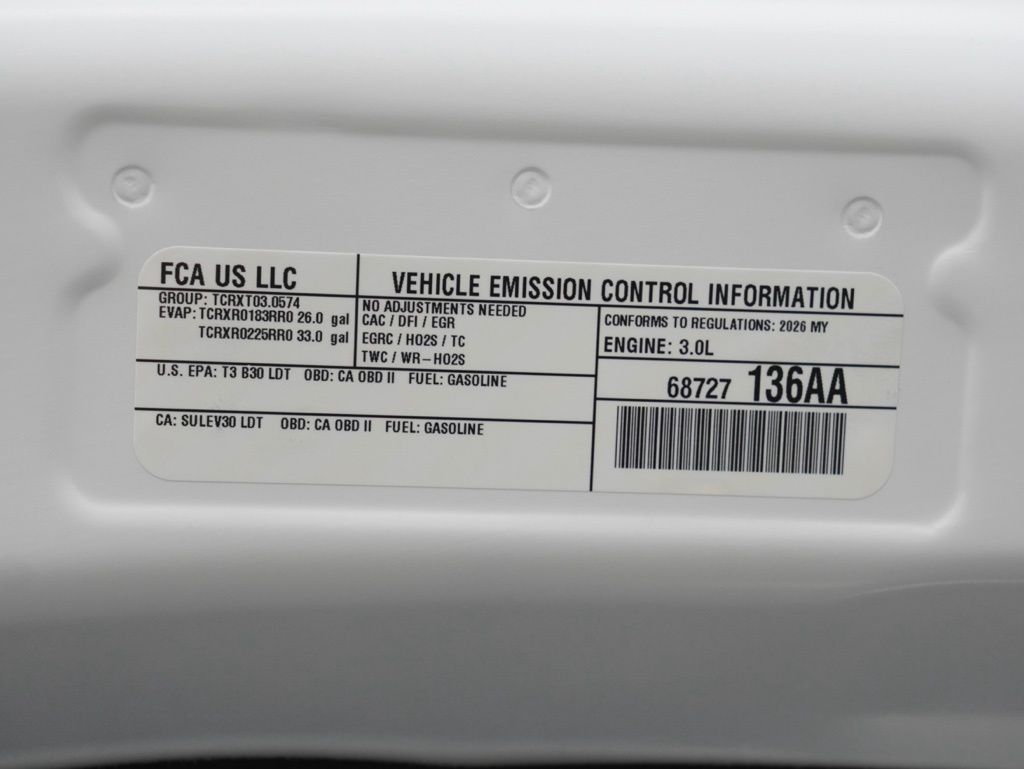 FCA US LLC
VEHICLE EMISSION CONTROL INFORMATION
GROUP: TCRXT03.0574
EVAP: TCRXR0183RR0 26.0 gal
TCRXR0225RR0 33.0 gal
NO ADJUSTMENTS NEEDED
CAC / DFI / EGR
EGRC / HO2S / TC
TWC / WR-HO2S
CONFORMS TO REGULATIONS: 2026 MY
ENGINE: 3.0L
U.S. EPA: T3 B30 LDT OBD: CA OBD II FUEL: GASOLINE
68727 136AA
CA: SULEV30 LDT OBD: CA OBD II FUEL: GASOLINE